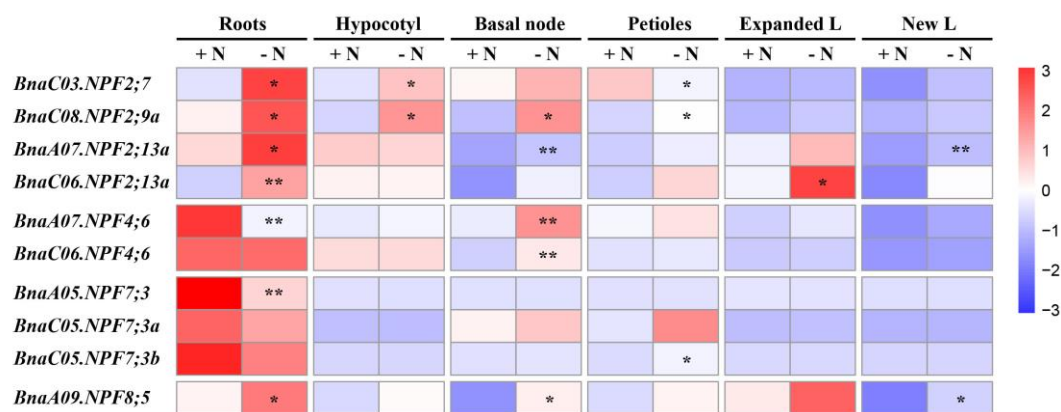 Roots Hypocotyl Basal node Petioles Expanded L New L
+ N - N + N - N + N - N + N - N + N - N + N - N
BnaC03.NPF2;7 * * *
BnaC08.NPF2;9a * * * *
BnaA07.NPF2;13a * ** **
BnaC06.NPF2;13a ** *
BnaA07.NPF4;6 ** **
BnaC06.NPF4;6 **
BnaA05.NPF7;3 **
BnaC05.NPF7;3a
BnaC05.NPF7;3b *
BnaA09.NPF8;5 * * *
3
2
1
0
−1
−2
−3